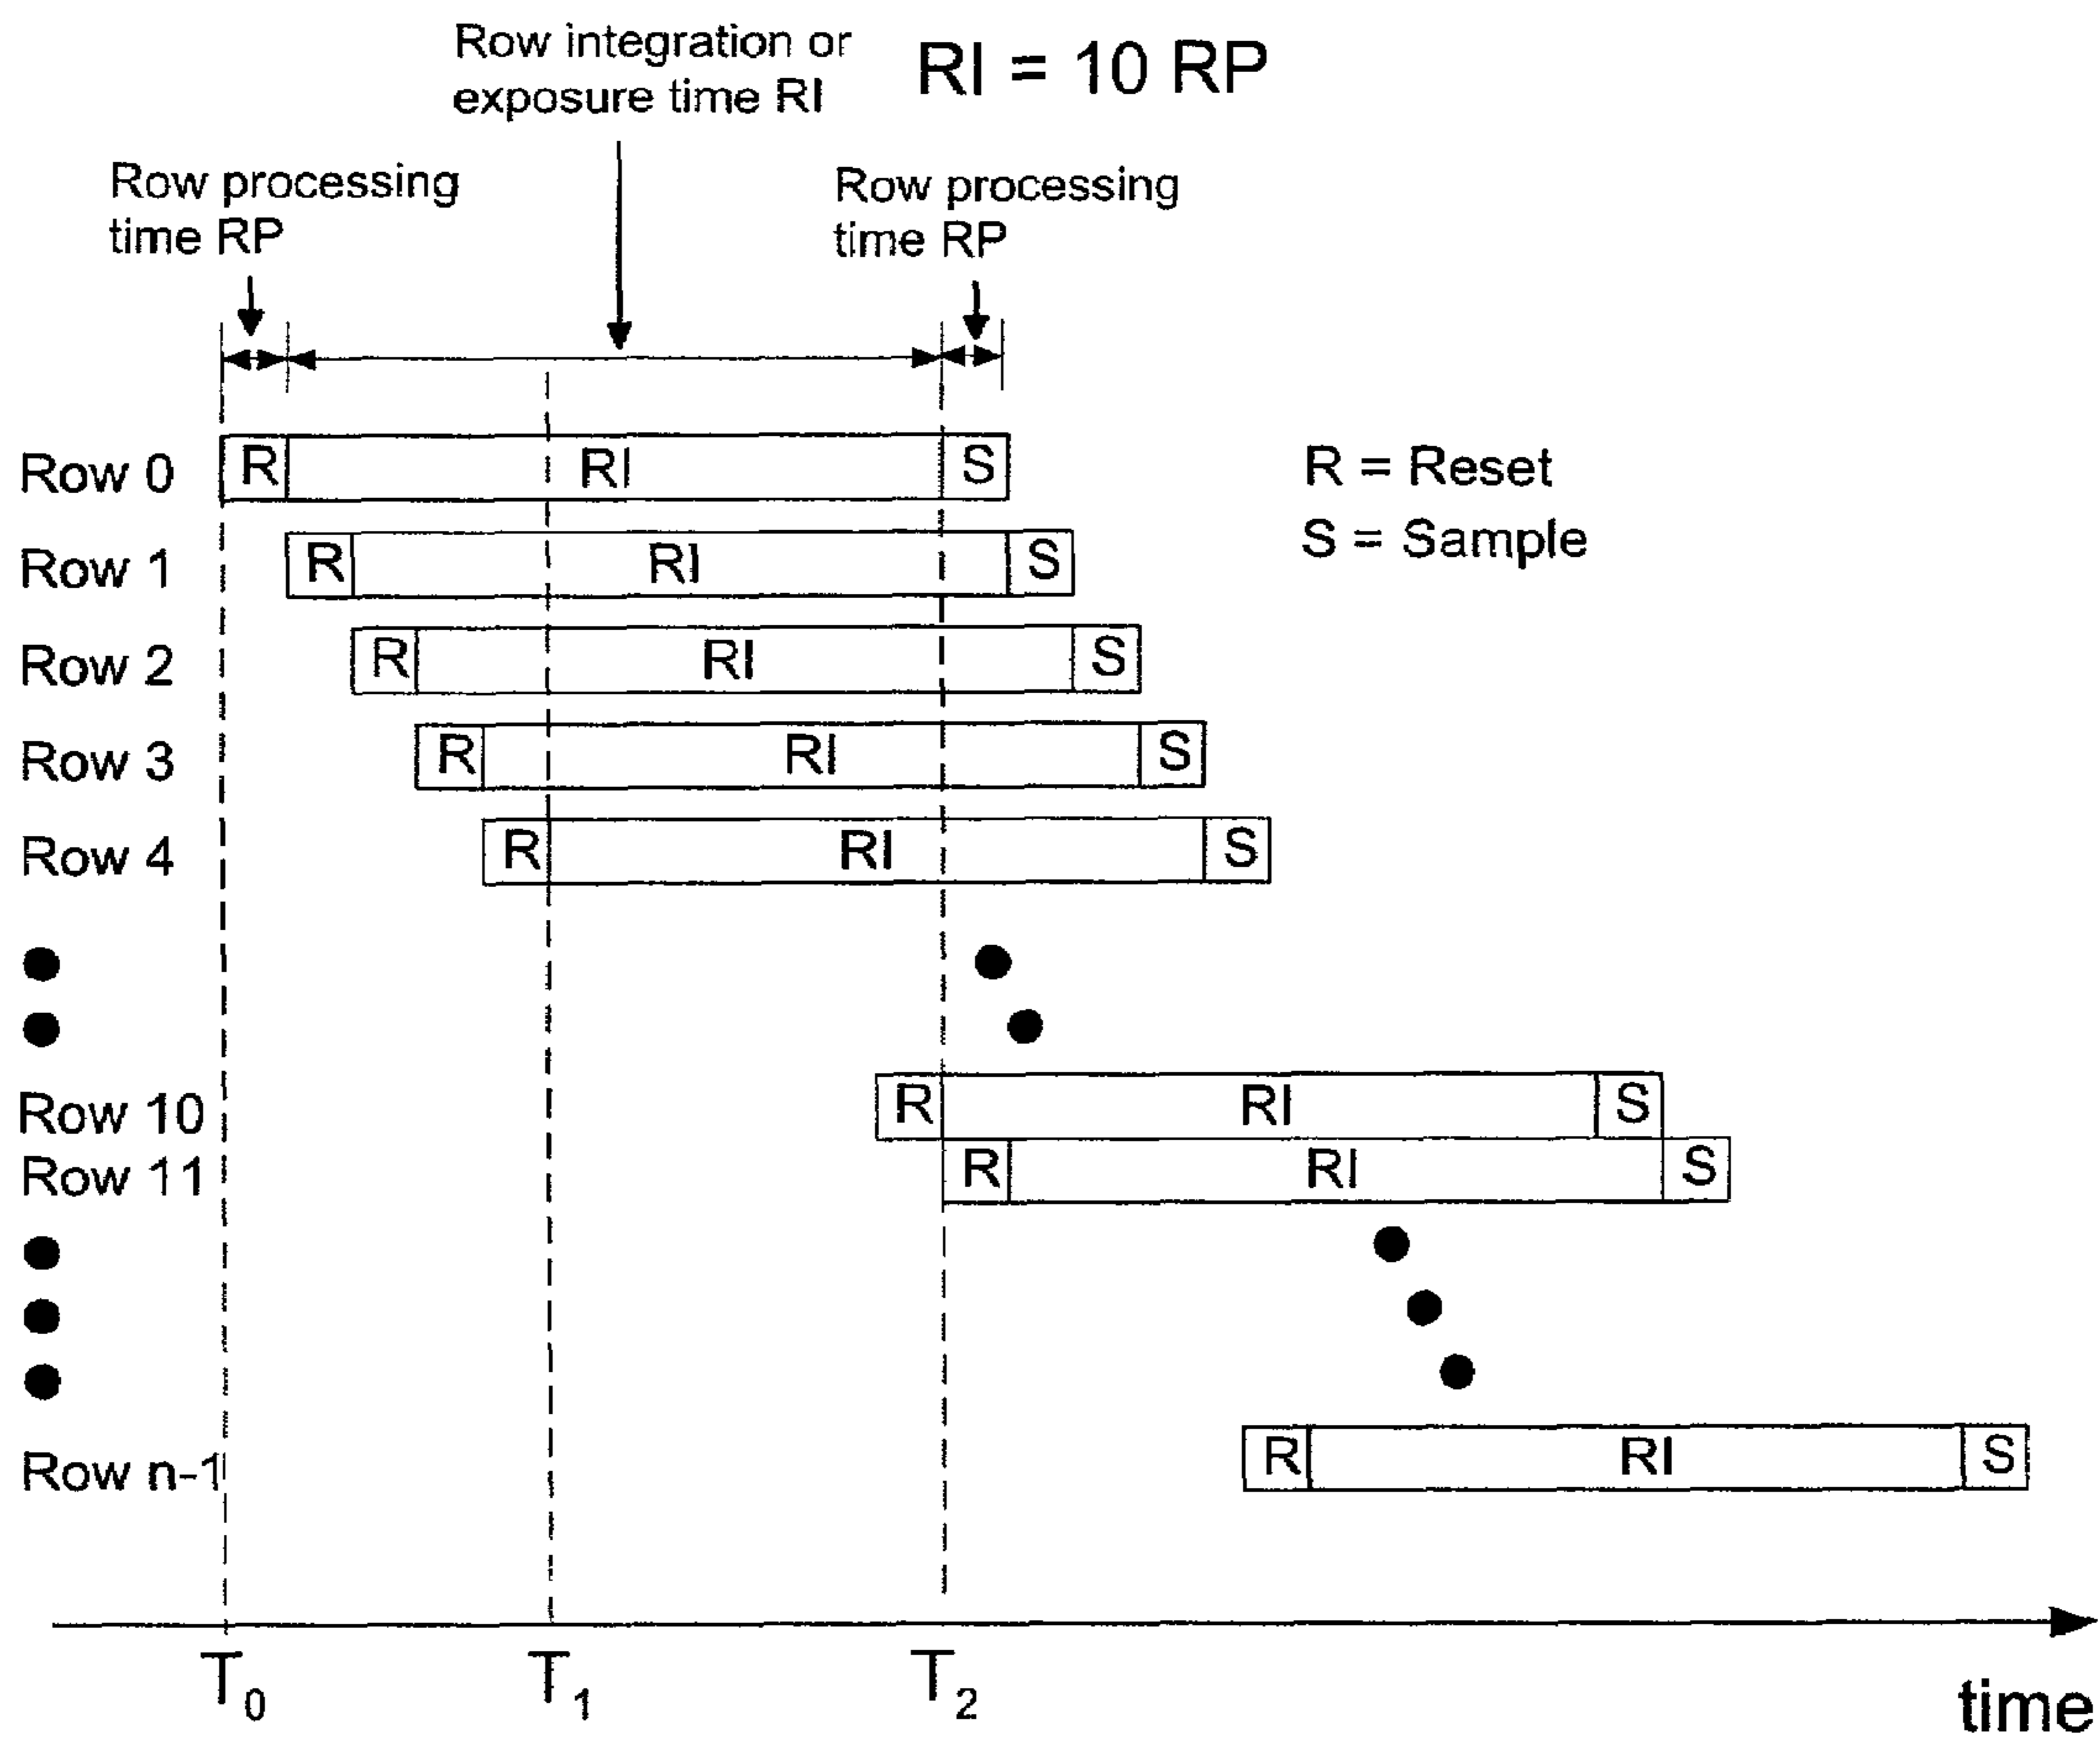 Row integration or
exposure time RI
RI = 10 RP
Row processing
time RP
Row processing
time RP
Row 0 R RI S
R = Reset
S = Sample
Row 1 R RI S
Row 2 R RI S
Row 3 R RI S
Row 4 R RI S
Row 10 R RI S
Row 11 R RI S
Row n-1 R RI S
T0 T1 T2 time